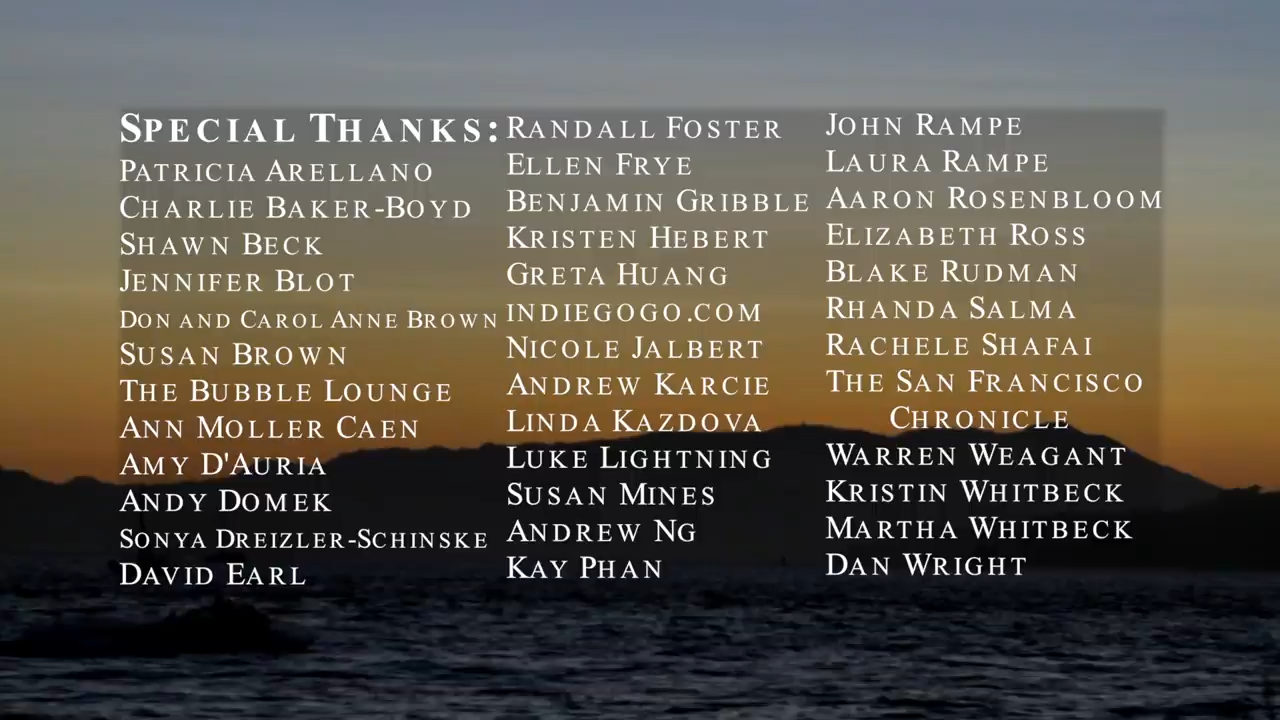 SPECIAL THANKS:
PATRICIA ARELLANO
CHARLIE BAKER-BOYD
SHAWN BECK
JENNIFER BLOT
DON AND CAROL ANNE BROWN
SUSAN BROWN
THE BUBBLE LOUNGE
ANN MOLLER CAEN
AMY D'AURIA
ANDY DOMEK
SONYA DREIZLER-SCHINSKE
DAVID EARL
RANDALL FOSTER
ELLEN FRYE
BENJAMIN GRIBBLE
KRISTEN HEBERT
GRETA HUANG
INDIEGOGO.COM
NICOLE JALBERT
ANDREW KARCIE
LINDA KAZDOVA
LUKE LIGHTNING
SUSAN MINES
ANDREW NG
KAY PHAN
JOHN RAMPE
LAURA RAMPE
AARON ROSENBLOOM
ELIZABETH ROSS
BLAKE RUDMAN
RHANDA SALMA
RACHELE SHAFAI
THE SAN FRANCISCO
CHRONICLE
WARREN WEAGANT
KRISTIN WHITBECK
MARTHA WHITBECK
DAN WRIGHT